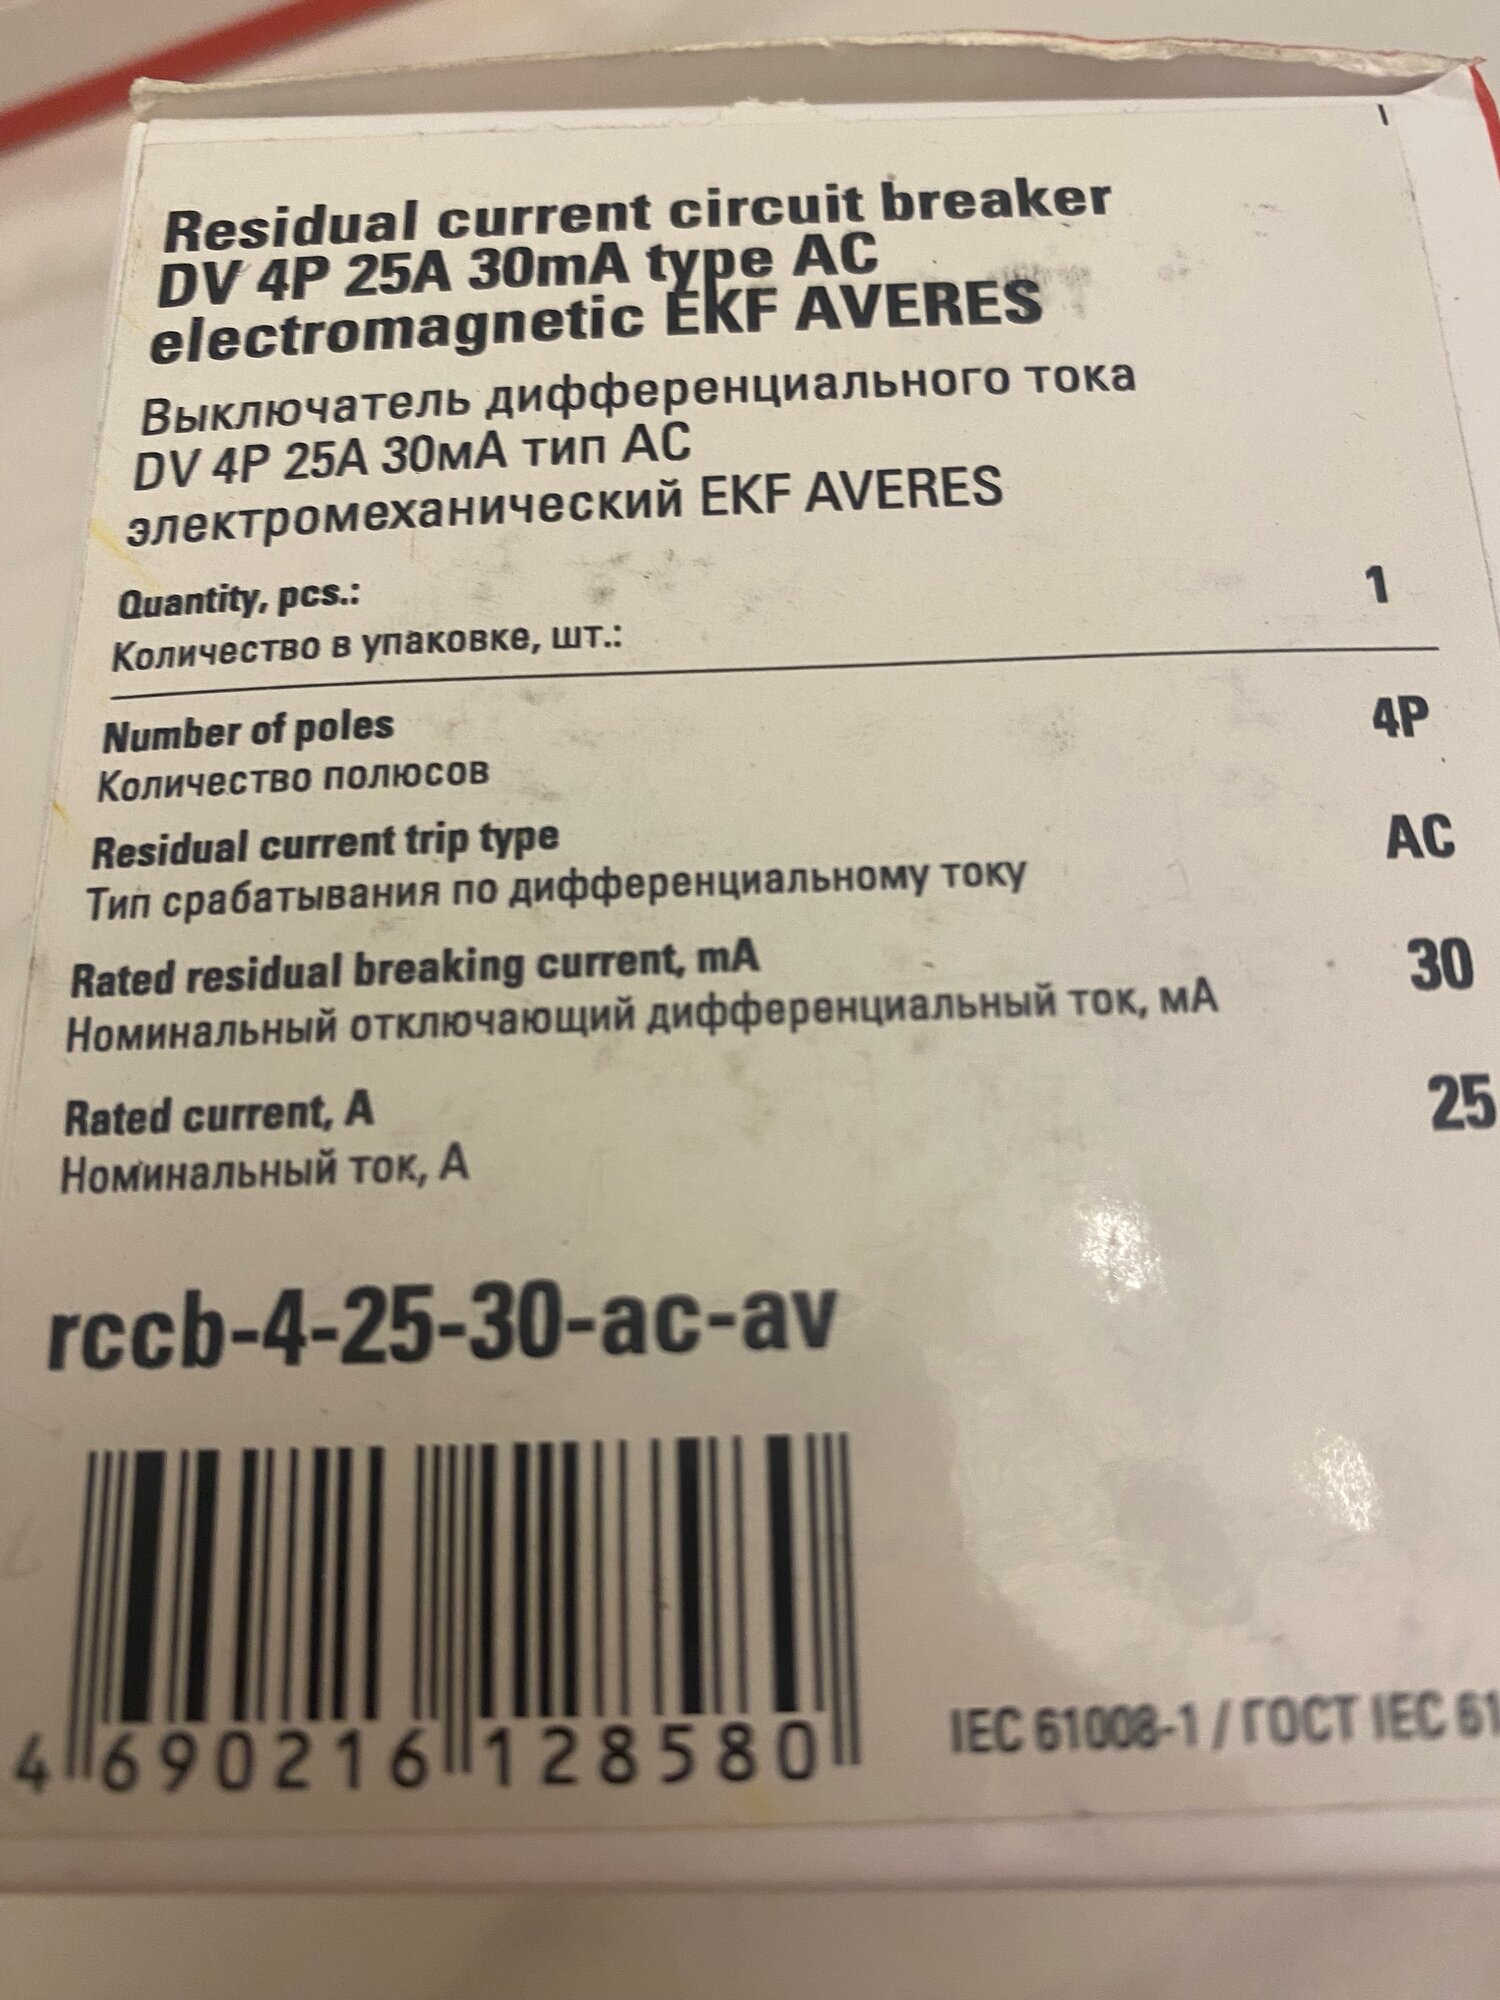 Residual current circuit breaker
DV 4P 25A 30mA type AC
electromagnetic EKF AVERES
Выключатель дифференциального тока
DV 4P 25А 30мА тип АС
электромеханический EKF AVERES
Quantity, pcs.: 1
Количество в упаковке, шт.:
Number of poles 4P
Количество полюсов
Residual current trip type AC
Тип срабатывания по дифференциальному току
Rated residual breaking current, mA 30
Номинальный отключающий дифференциальный ток, мА
Rated current, A 25
Номинальный ток, А
rccb-4-25-30-ac-av
4 690216 128580
IEC 61008-1 / ГОСТ IEC 61